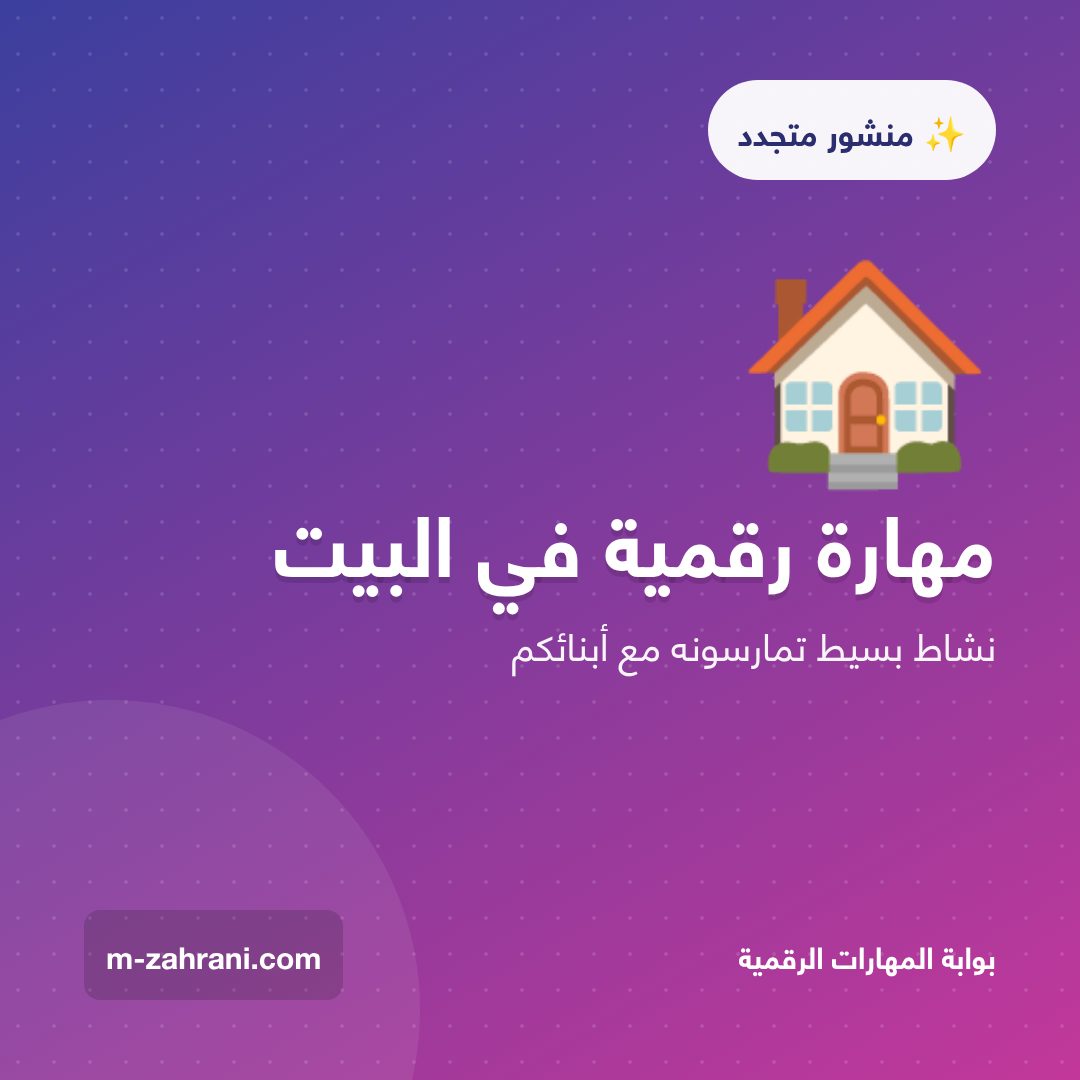 ✨ منشور متجدد
مهارة رقمية في البيت
نشاط بسيط تمارسونه مع أبنائكم
بوابة المهارات الرقمية
m-zahrani.com